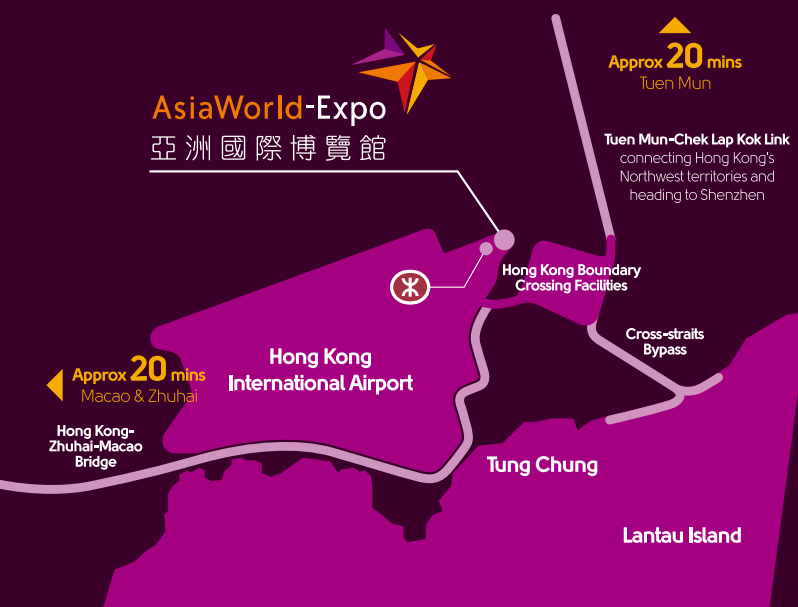 AsiaWorld-Expo
亞洲國際博覽館
Approx 20 mins
Tuen Mun
Tuen Mun-Chek Lap Kok Link
connecting Hong Kong's
Northwest territories and
heading to Shenzhen
Hong Kong Boundary
Crossing Facilities
Cross-straits
Bypass
Hong Kong
International Airport
Approx 20 mins
Macao & Zhuhai
Hong Kong-
Zhuhai-Macao
Bridge
Tung Chung
Lantau Island